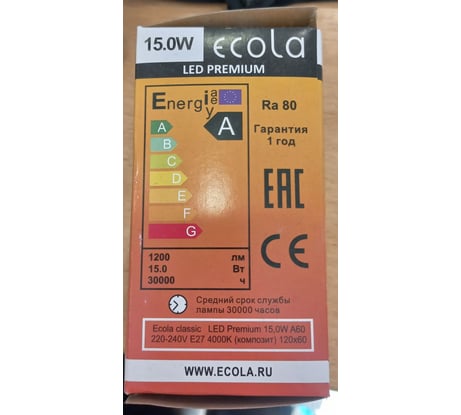 15.0W ecola
LED PREMIUM
Energi
y
ae
A
Ra 80
Гарантия
1 год
A
B
C
D
E
F
G
EAC
CE
1200 лм
15.0 Вт
30000 ч
Средний срок службы
лампы 30000 часов
Ecola classic LED Premium 15,0W A60
220-240V E27 4000K (композит) 120x60
WWW.ECOLA.RU